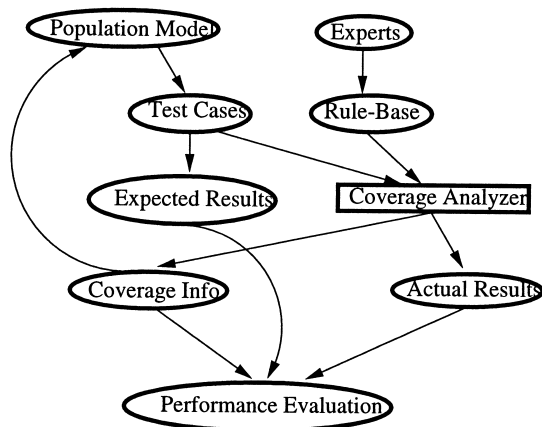 Population Model
Experts
Test Cases
Rule-Base
Expected Results
Coverage Analyzer
Coverage Info
Actual Results
Performance Evaluation